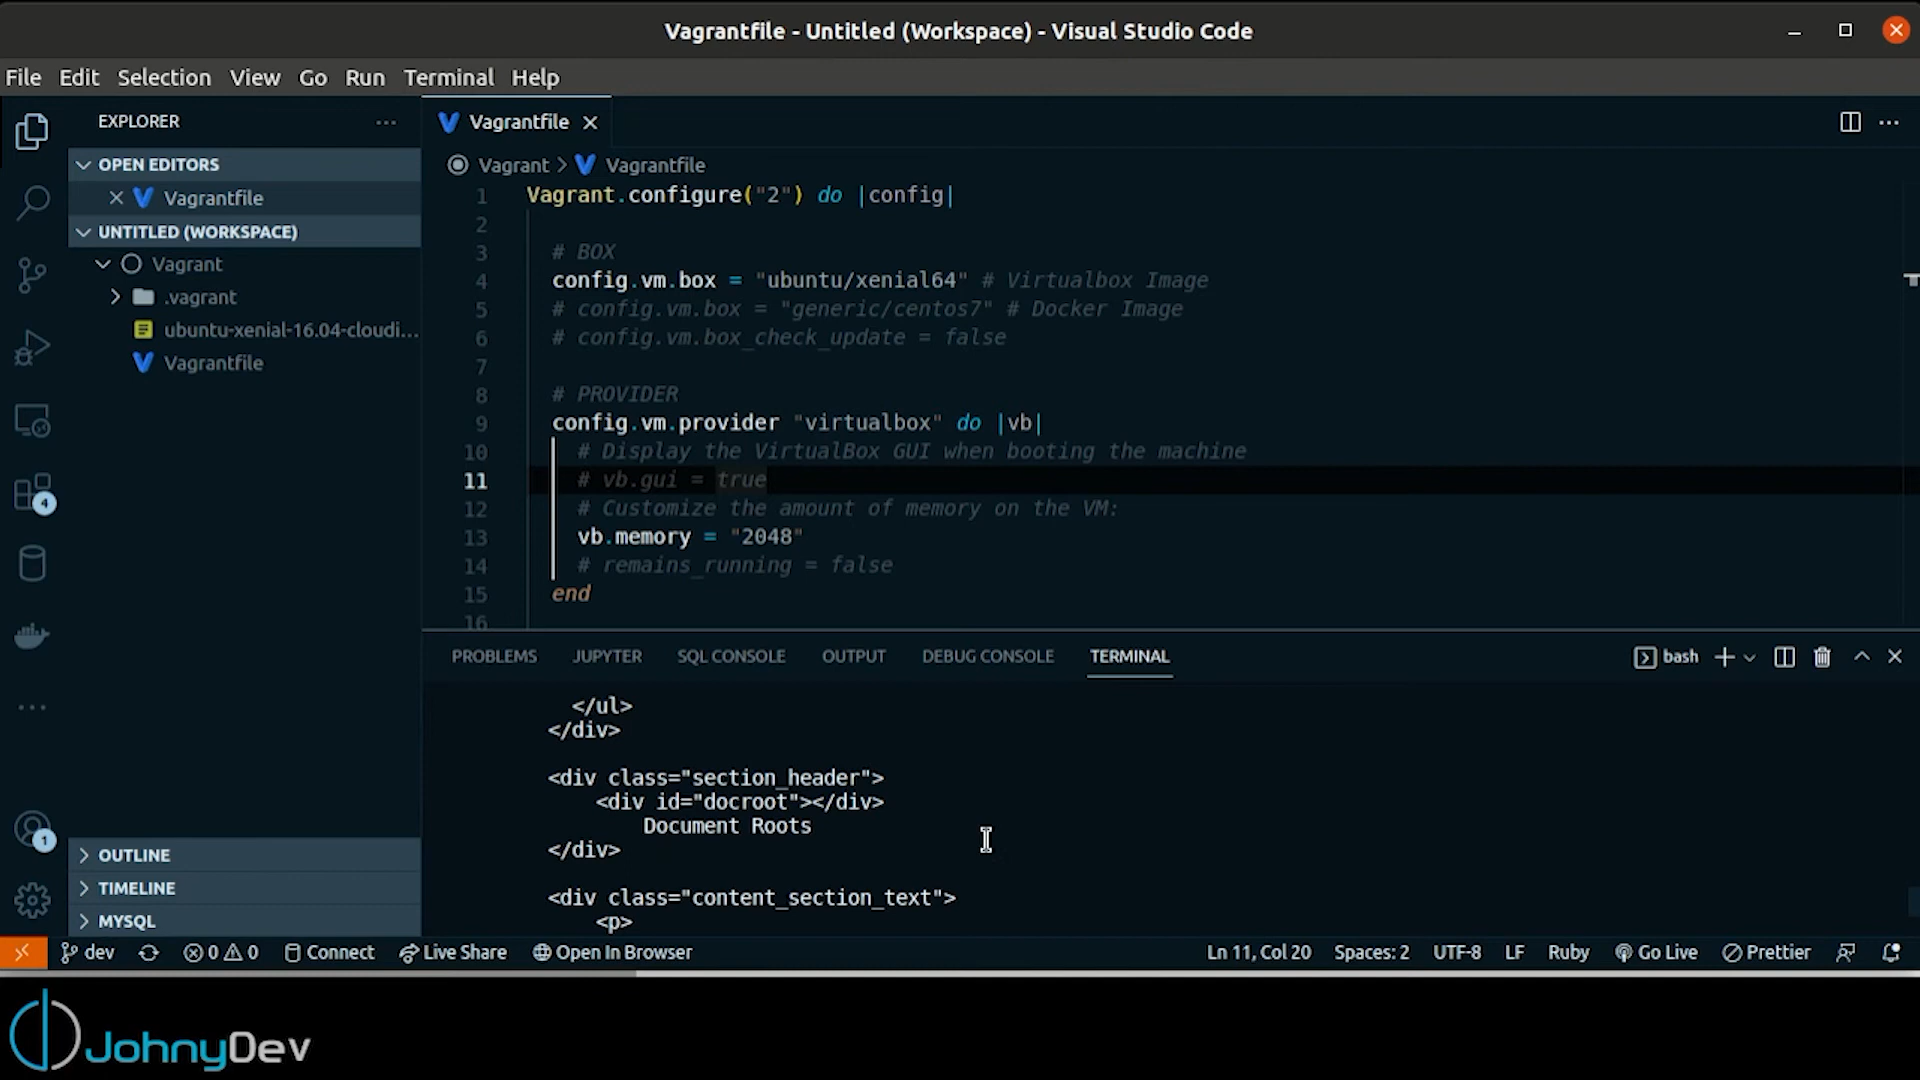 Vagrantfile - Untitled (Workspace) - Visual Studio Code
File Edit Selection View Go Run Terminal Help
EXPLORER
OPEN EDITORS
Vagrantfile
UNTITLED (WORKSPACE)
Vagrant
.vagrant
ubuntu-xenial-16.04-cloudi...
Vagrantfile
4
1
OUTLINE
TIMELINE
MYSQL
Vagrantfile
Vagrant > Vagrantfile
1 Vagrant.configure("2") do |config|
2
3 # BOX
4 config.vm.box = "ubuntu/xenial64" # Virtualbox Image
5 # config.vm.box = "generic/centos7" # Docker Image
6 # config.vm.box_check_update = false
7
8 # PROVIDER
9 config.vm.provider "virtualbox" do |vb|
10 # Display the VirtualBox GUI when booting the machine
11 # vb.gui = true
12 # Customize the amount of memory on the VM:
13 vb.memory = "2048"
14 # remains_running = false
15 end
16
PROBLEMS JUPYTER SQL CONSOLE OUTPUT DEBUG CONSOLE TERMINAL bash
</ul>
</div>
<div class="section_header">
<div id="docroot"></div>
Document Roots
</div>
<div class="content_section_text">
<p>
dev 0 0 Connect Live Share Open In Browser Ln 11, Col 20 Spaces: 2 UTF-8 LF Ruby Go Live Prettier
JohnyDev